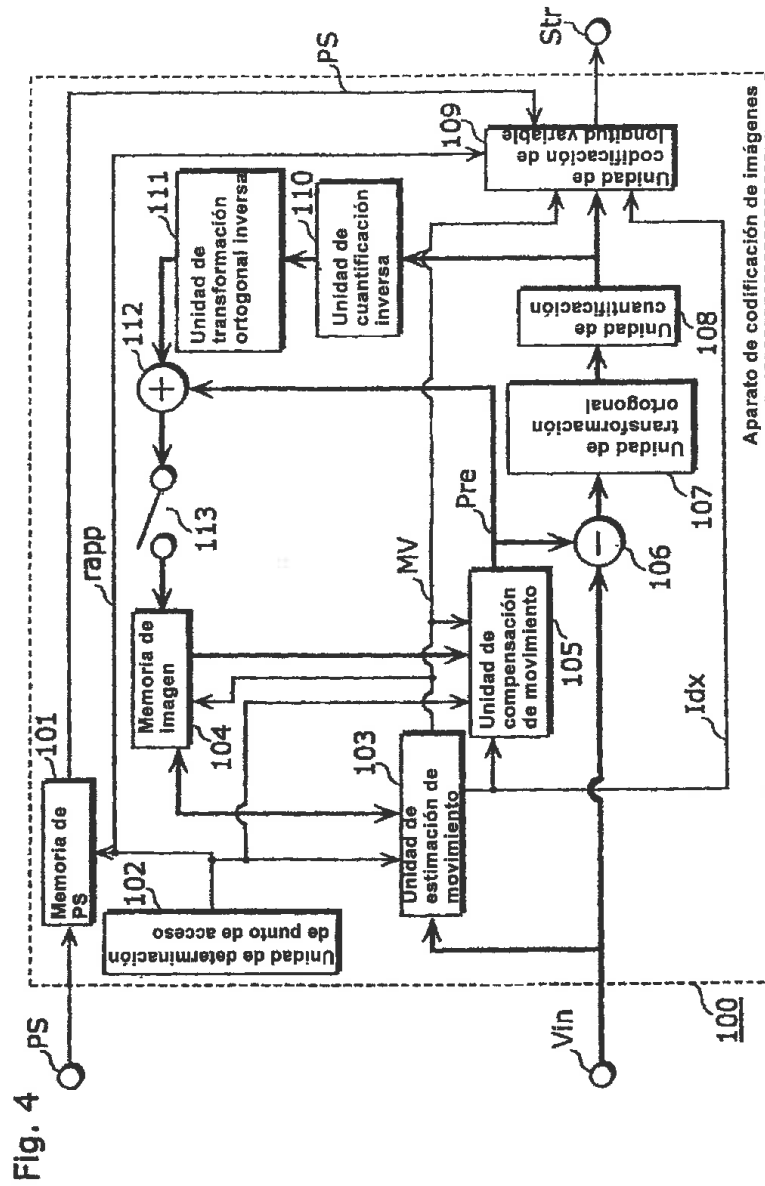 Fig. 4
PS
Memoria de
PS
101
PS
Unidad de determinación
de punto de acceso
102
rapp
Unidad de
estimación de
movimiento
103
Memoria de
imagen
104
113
112
Unidad de
transformación
ortogonal inversa
111
Unidad de
cuantificación
inversa
110
Unidad de
codificación de
longitud variable
109
Str
MV
Pre
Unidad de
compensación
de movimiento
105
106
Unidad de
transformación
ortogonal
107
Unidad de
cuantificación
108
Idx
Vin
100
Aparato de codificación de imágenes